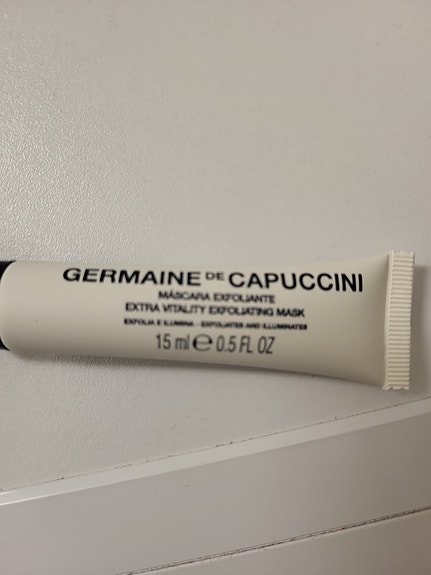 GERMAINE DE CAPUCCINI
MÁSCARA EXFOLIANTE
EXTRA VITALITY EXFOLIATING MASK
EXFOLIA E ILUMINA - EXFOLIATES AND ILLUMINATES
15 ml ℮ 0.5 FL OZ